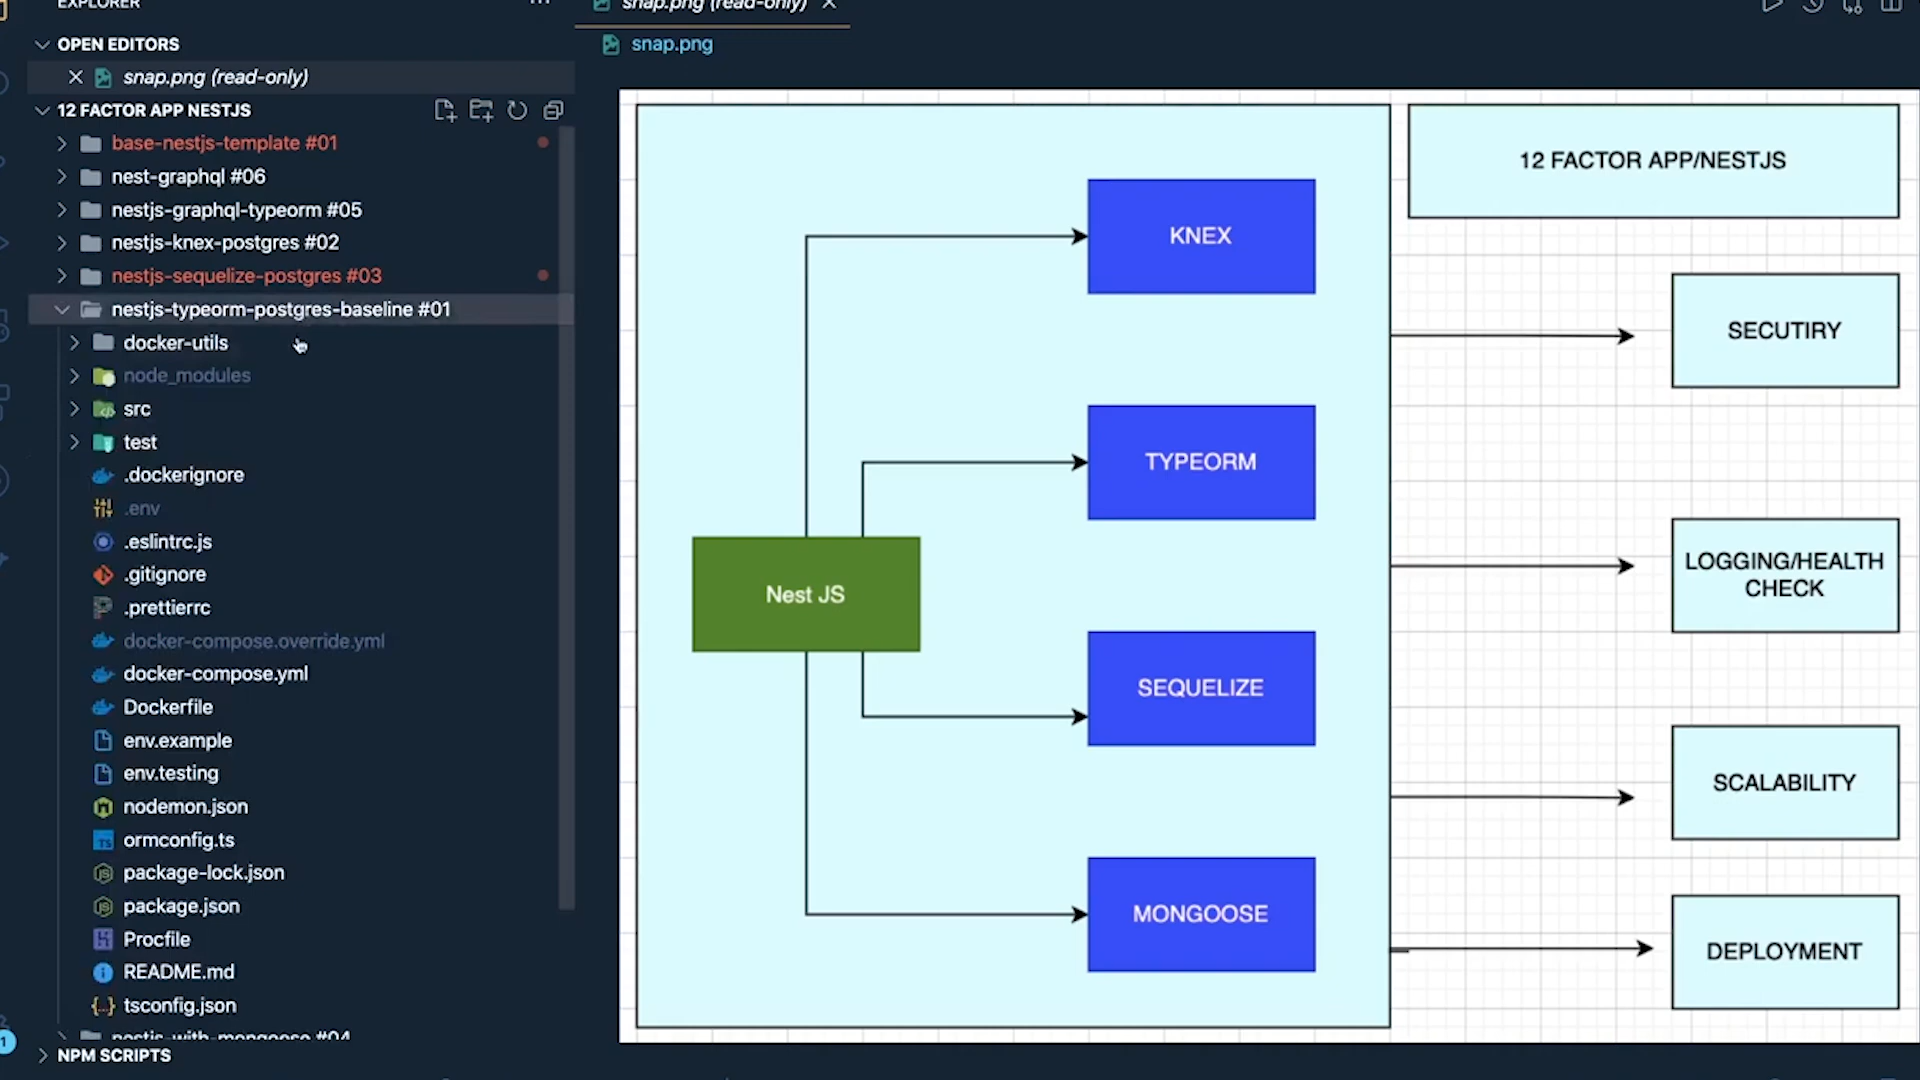 EXPLORER
OPEN EDITORS
snap.png (read-only)
12 FACTOR APP NESTJS
base-nestjs-template #01
nest-graphql #06
nestjs-graphql-typeorm #05
nestjs-knex-postgres #02
nestjs-sequelize-postgres #03
nestjs-typeorm-postgres-baseline #01
docker-utils
node_modules
src
test
.dockerignore
.env
.eslintrc.js
.gitignore
.prettierrc
docker-compose.override.yml
docker-compose.yml
Dockerfile
env.example
env.testing
nodemon.json
ormconfig.ts
package-lock.json
package.json
Procfile
README.md
tsconfig.json
nestjs-with-mongoose #04
NPM SCRIPTS
1
snap.png (read-only)
snap.png
12 FACTOR APP/NESTJS
KNEX
TYPEORM
Nest JS
SEQUELIZE
MONGOOSE
SECUTIRY
LOGGING/HEALTH
CHECK
SCALABILITY
DEPLOYMENT